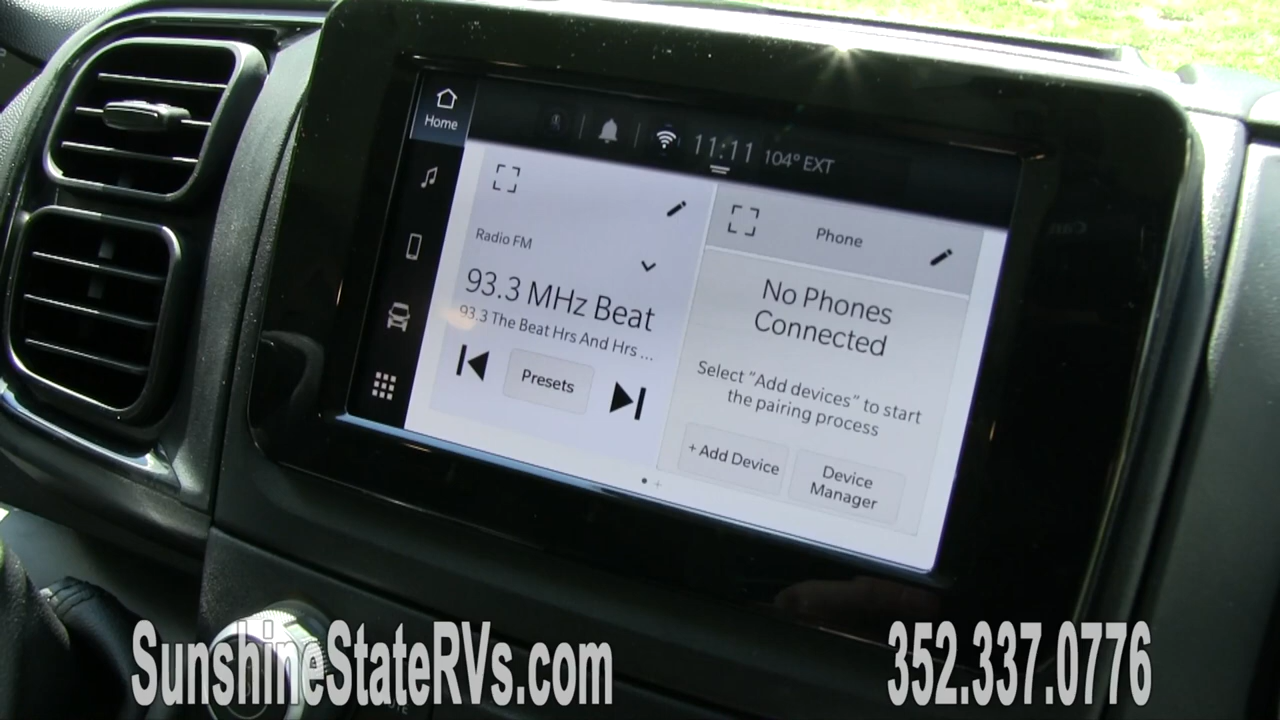 Home
11:11 104° EXT
Radio FM
93.3 MHz Beat
93.3 The Beat Hrs And Hrs ...
Presets
Phone
No Phones
Connected
Select "Add devices" to start
the pairing process
+ Add Device
Device
Manager
SunshineStateRVs.com
352.337.0776